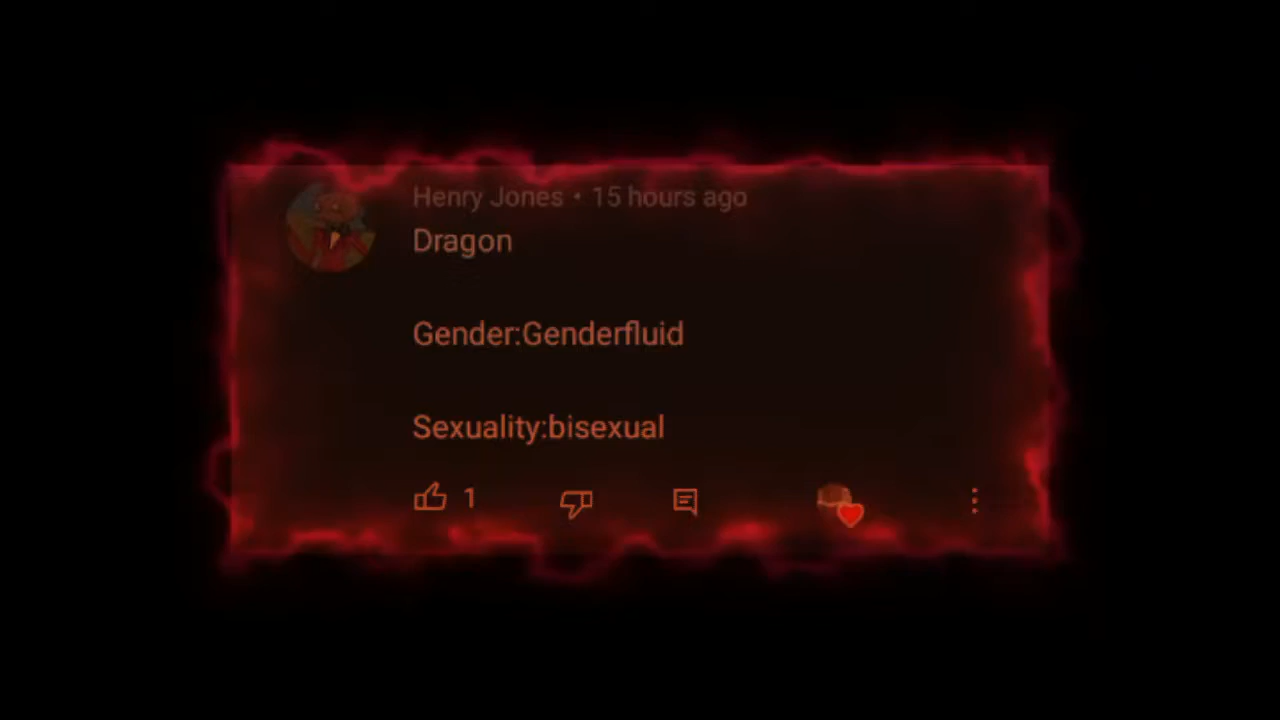 Henry Jones • 15 hours ago
Dragon
Gender:Genderfluid
Sexuality:bisexual
1